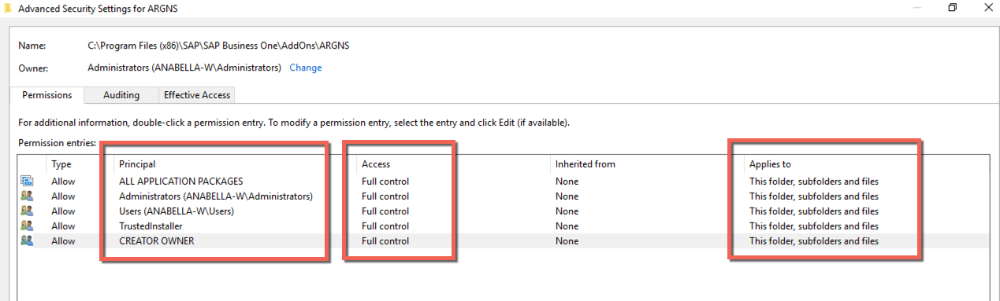 Advanced Security Settings for ARGNS
Name: C:\Program Files (x86)\SAP\SAP Business One\AddOns\ARGNS
Owner: Administrators (ANABELLA-W\Administrators) Change
Permissions Auditing Effective Access
For additional information, double-click a permission entry. To modify a permission entry, select the entry and click Edit (if available).
Permission entries:
Type Principal Access Inherited from Applies to
Allow ALL APPLICATION PACKAGES Full control None This folder, subfolders and files
Allow Administrators (ANABELLA-W\Administrators) Full control None This folder, subfolders and files
Allow Users (ANABELLA-W\Users) Full control None This folder, subfolders and files
Allow TrustedInstaller Full control None This folder, subfolders and files
Allow CREATOR OWNER Full control None This folder, subfolders and files